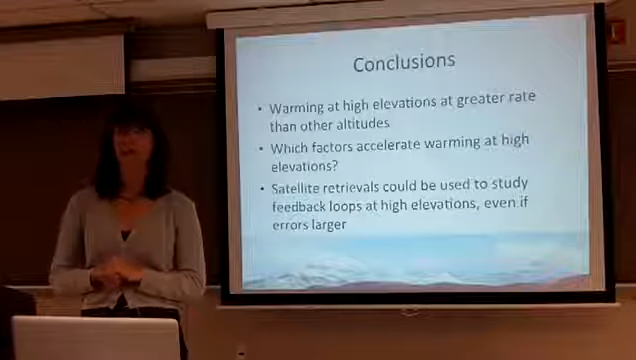 Conclusions
• Warming at high elevations at greater rate
than other altitudes
• Which factors accelerate warming at high
elevations?
• Satellite retrievals could be used to study
feedback loops at high elevations, even if
errors larger